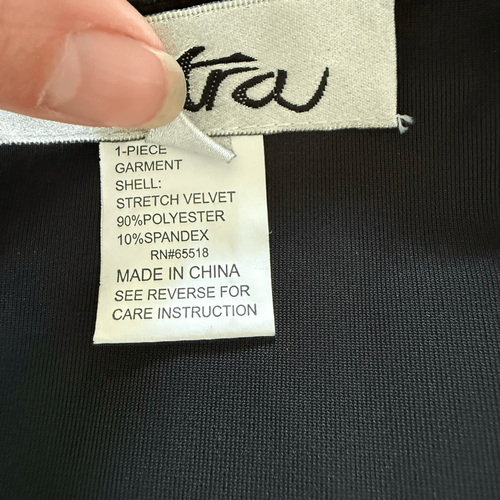 tra
1-PIECE
GARMENT
SHELL:
STRETCH VELVET
90%POLYESTER
10%SPANDEX
RN#65518
MADE IN CHINA
SEE REVERSE FOR
CARE INSTRUCTION